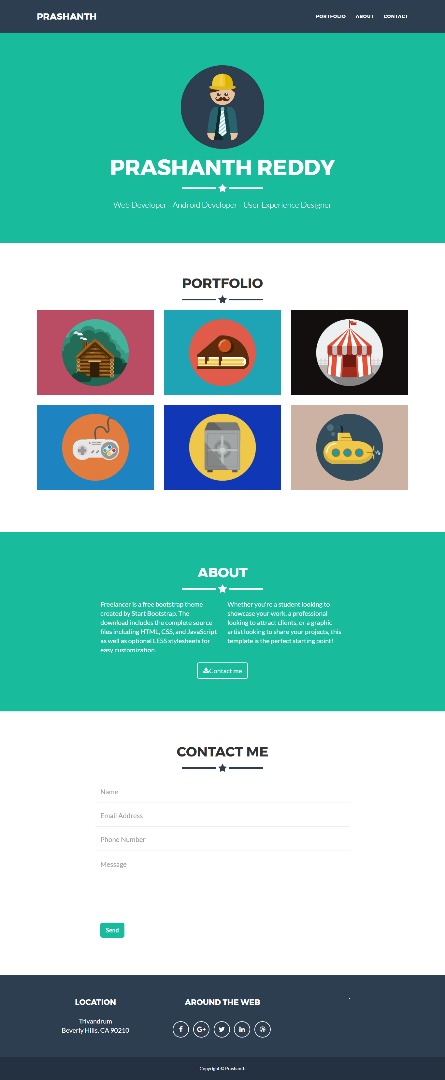 PRASHANTH
PORTFOLIO ABOUT CONTACT
PRASHANTH REDDY
Web Developer - Android Developer - User Experience Designer
PORTFOLIO
ABOUT
Freelancer is a free bootstrap theme
created by Start Bootstrap. The
download includes the complete source
files including HTML, CSS, and JavaScript
as well as optional LESS stylesheets for
easy customization.
Whether you're a student looking to
showcase your work, a professional
looking to attract clients, or a graphic
artist looking to share your projects, this
template is the perfect starting point!
Contact me
CONTACT ME
Name
Email Address
Phone Number
Message
Send
LOCATION
Trivandrum
Beverly Hills, CA 90210
AROUND THE WEB
Copyright ©